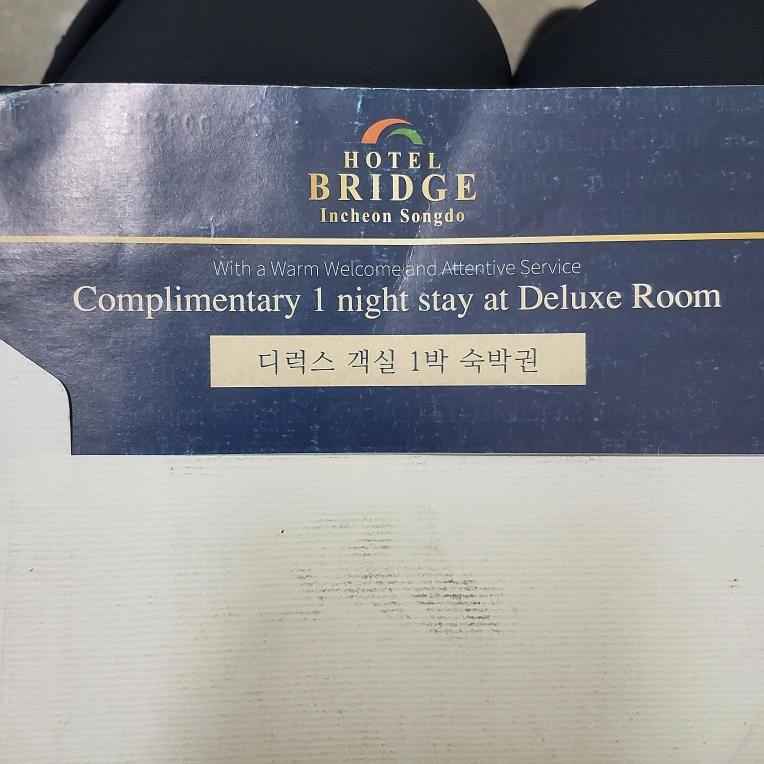 HOTEL
BRIDGE
Incheon Songdo
With a Warm Welcome and Attentive Service
Complimentary 1 night stay at Deluxe Room
디럭스 객실 1박 숙박권